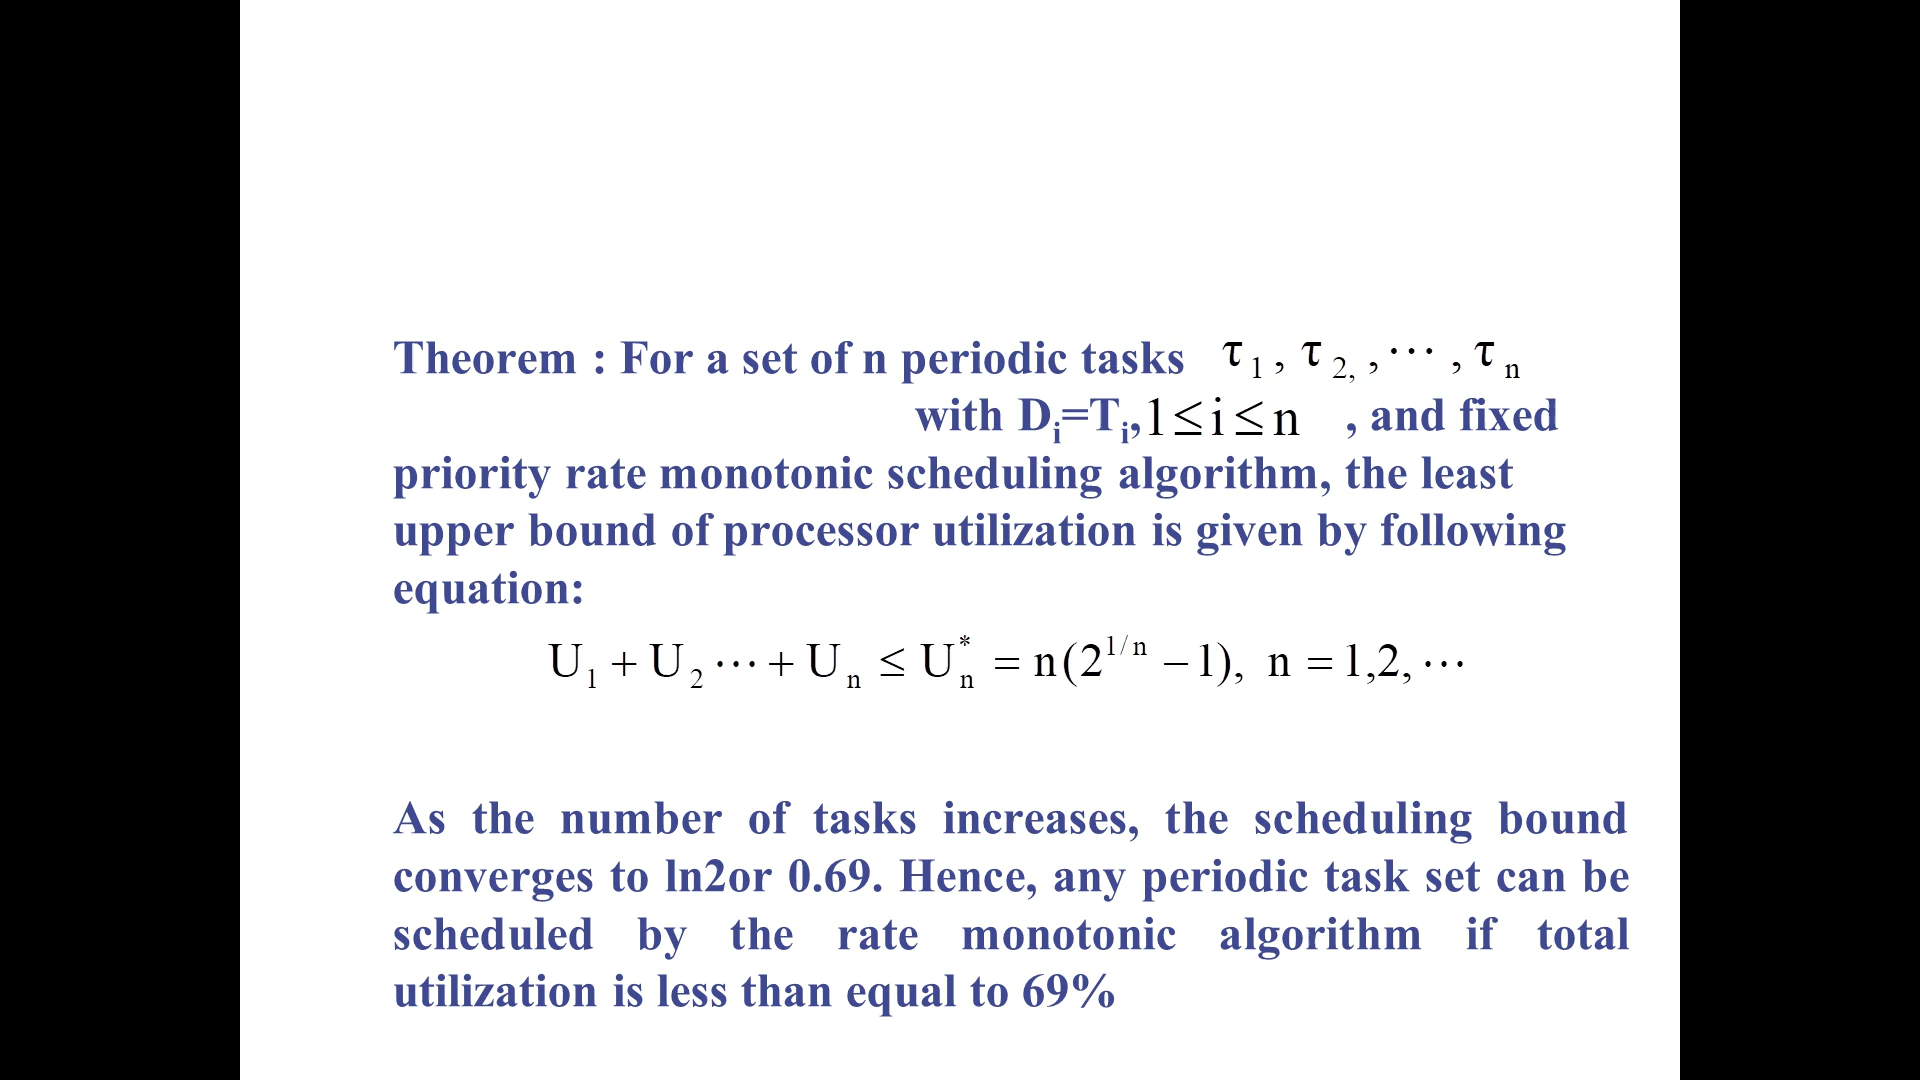 Theorem : For a set of n periodic tasks τ₁, τ₂,, ⋯, τₙ
with Dᵢ=Tᵢ, 1≤i≤n , and fixed
priority rate monotonic scheduling algorithm, the least
upper bound of processor utilization is given by following
equation:
U₁ + U₂ ⋯ + Uₙ ≤ Uₙ* = n(2^{1/n} − 1), n = 1,2, ⋯
As the number of tasks increases, the scheduling bound
converges to ln2or 0.69. Hence, any periodic task set can be
scheduled by the rate monotonic algorithm if total
utilization is less than equal to 69%